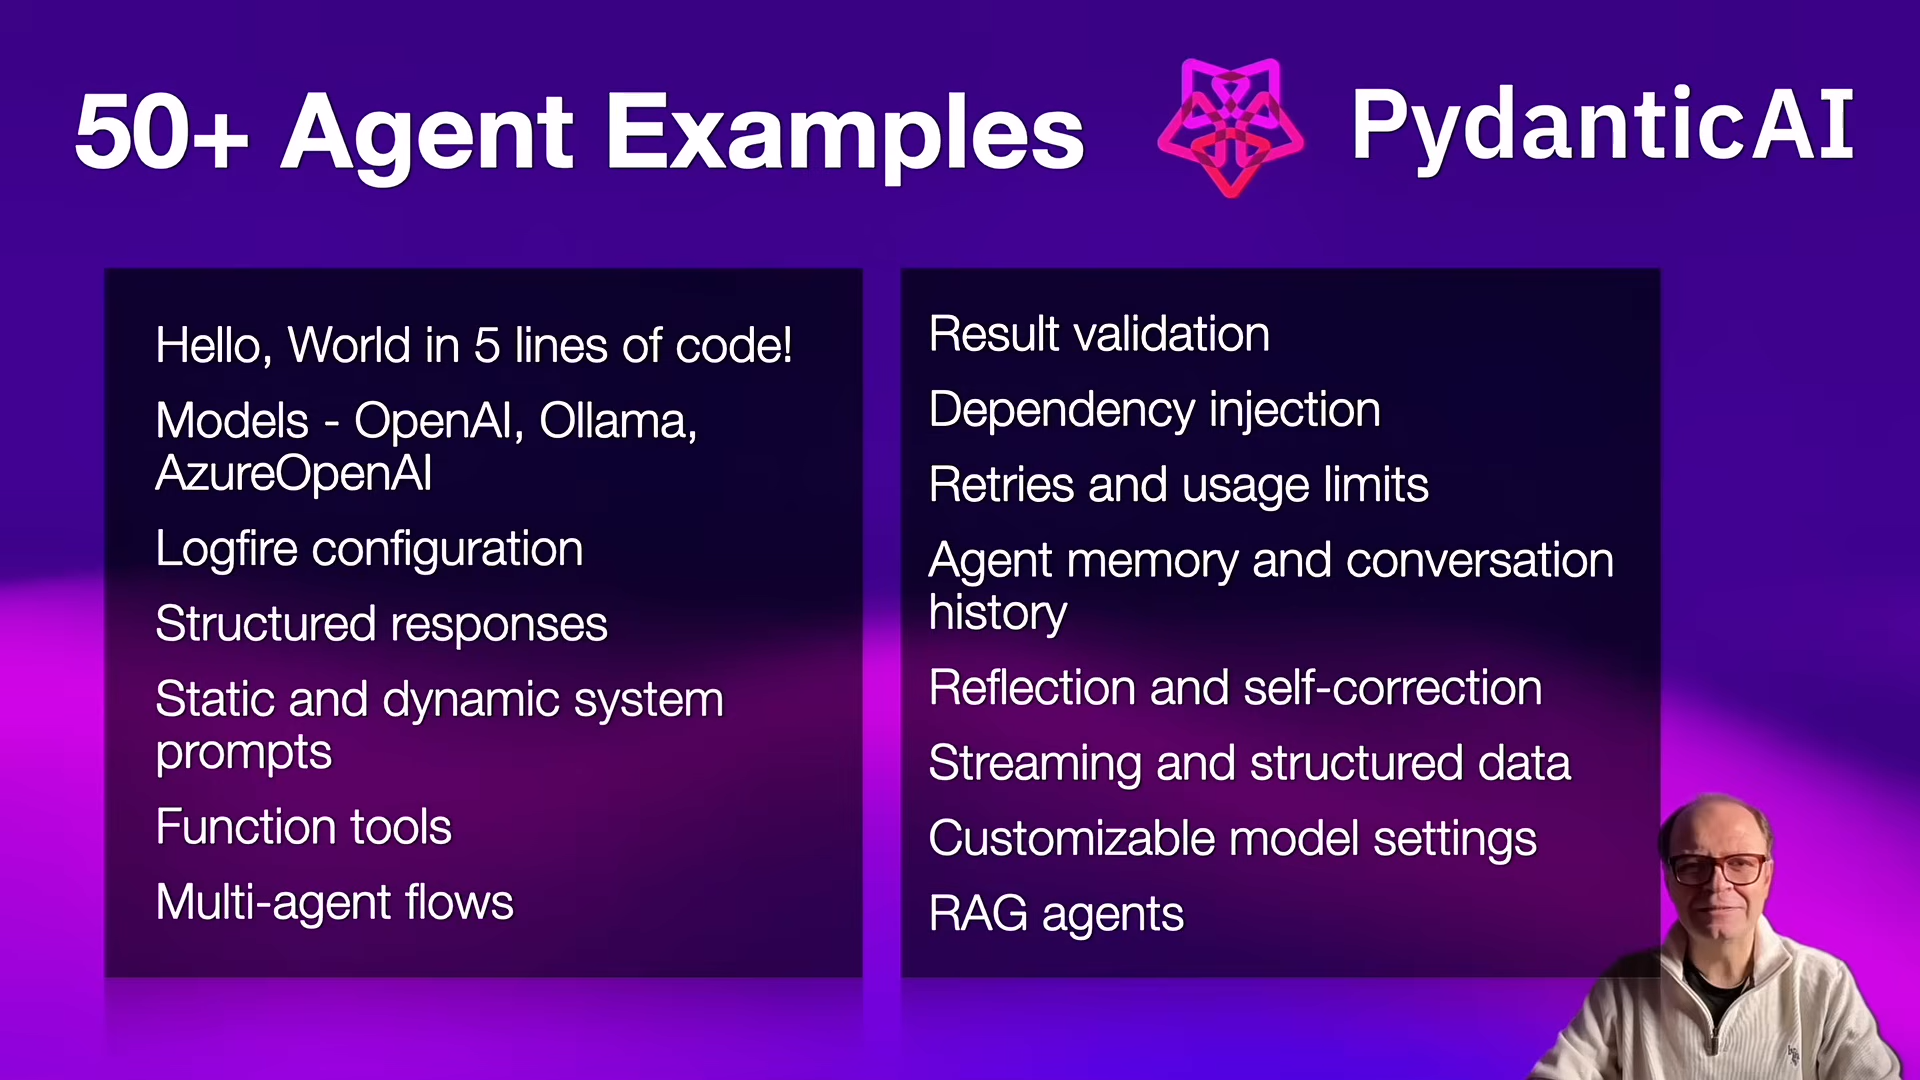 50+ Agent Examples
PydanticAI
Hello, World in 5 lines of code!
Models - OpenAI, Ollama,
AzureOpenAI
Logfire configuration
Structured responses
Static and dynamic system
prompts
Function tools
Multi-agent flows
Result validation
Dependency injection
Retries and usage limits
Agent memory and conversation
history
Reflection and self-correction
Streaming and structured data
Customizable model settings
RAG agents